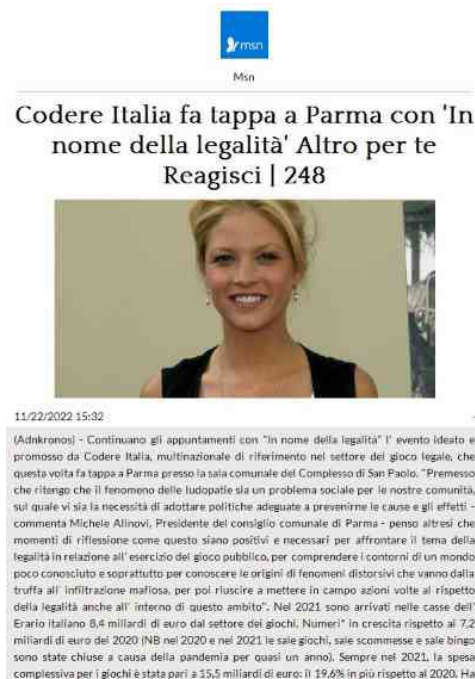 msn
Msn
Codere Italia fa tappa a Parma con 'In
nome della legalità' Altro per te
Reagisci | 248
11/22/2022 15:32
(Adnkronos) - Continuano gli appuntamenti con "In nome della legalità" l' evento ideato e
promosso da Codere Italia, multinazionale di riferimento nel settore del gioco legale, che
questa volta fa tappa a Parma presso la sala comunale del Complesso di San Paolo. "Premesso
che ritengo che il fenomeno delle ludopatie sia un problema sociale per le nostre comunità,
sul quale vi sia la necessità di adottare politiche adeguate a prevenirne le cause e gli effetti -
commenta Michele Alinovi, Presidente del consiglio comunale di Parma - penso altresì che
momenti di riflessione come questo siano positivi e necessari per affrontare il tema della
legalità in relazione all' esercizio del gioco pubblico, per comprendere i contorni di un mondo
poco conosciuto e soprattutto per conoscere le origini di fenomeni distorsivi che vanno dalla
truffa all' infiltrazione mafiosa, per poi riuscire a mettere in campo azioni volte al rispetto
della legalità anche all' interno di questo ambito". Nel 2021 sono arrivati nelle casse dell'
Erario italiano 8,4 miliardi di euro dal settore dei giochi. Numeri* in crescita rispetto ai 7,2
miliardi di euro del 2020 (NB nel 2020 e nel 2021 le sale giochi, sale scommesse e sale bingo
sono state chiuse a causa della pandemia per quasi un anno). Sempre nel 2021, la spesa
complessiva per i giochi è stata pari a 15,5 miliardi di euro: il 19,6% in più rispetto al 2020. Ha